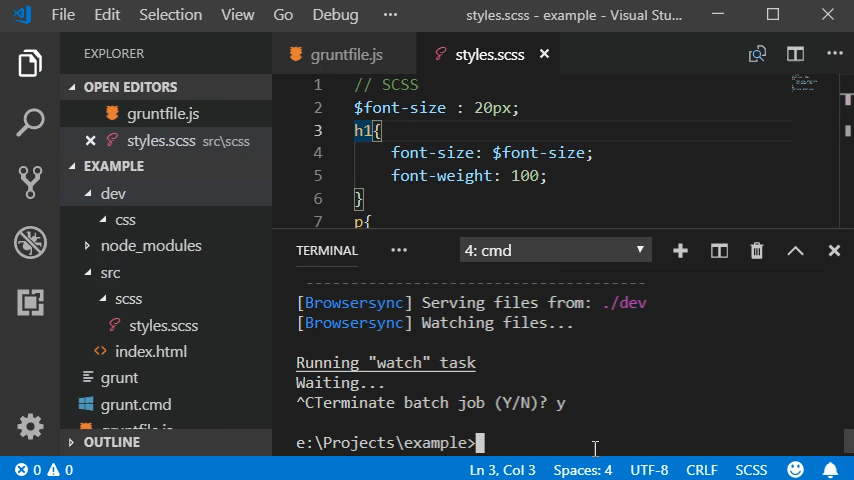 File Edit Selection View Go Debug ··· styles.scss - example - Visual Stu...
EXPLORER
OPEN EDITORS
gruntfile.js
styles.scss src\scss
EXAMPLE
dev
css
node_modules
src
scss
styles.scss
index.html
grunt
grunt.cmd
gruntfile.js
OUTLINE
gruntfile.js styles.scss
1 // SCSS
2 $font-size : 20px;
3 h1{
4 font-size: $font-size;
5 font-weight: 100;
6 }
7 p{
TERMINAL ··· 4: cmd
---------------------------------------
[Browsersync] Serving files from: ./dev
[Browsersync] Watching files...
Running "watch" task
Waiting...
^CTerminate batch job (Y/N)? y
e:\Projects\example>
0 0 Ln 3, Col 3 Spaces: 4 UTF-8 CRLF SCSS